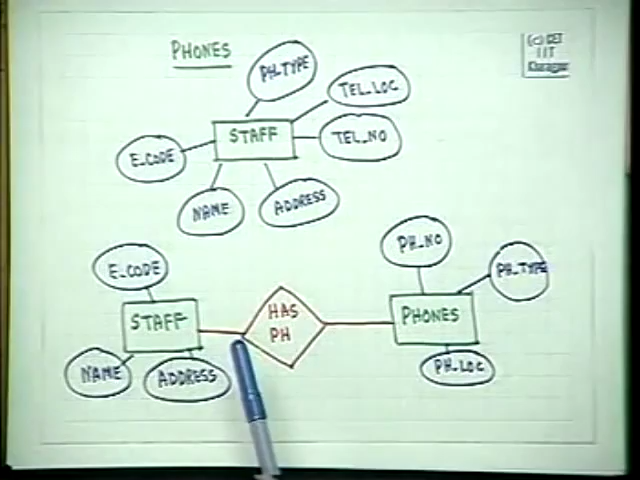 PHONES
(C) CET
IIT
Kharagpur
PH_TYPE
TEL_LOC
STAFF
TEL_NO
E_CODE
NAME
ADDRESS
PH_NO
E_CODE
PH_TYPE
STAFF
HAS
PH
PHONES
NAME
ADDRESS
PH_LOC